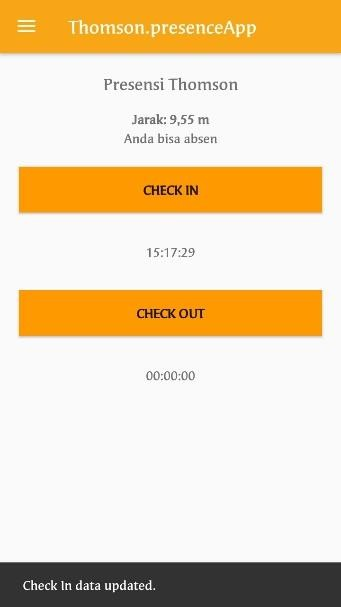 Thomson.presenceApp
Presensi Thomson
Jarak: 9,55 m
Anda bisa absen
CHECK IN
15:17:29
CHECK OUT
00:00:00
Check In data updated.